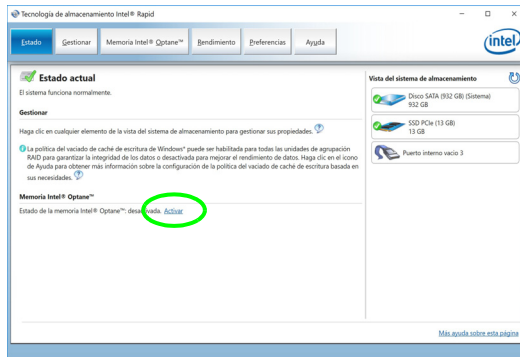 Tecnología de almacenamiento Intel® Rapid
Estado
Gestionar
Memoria Intel® Optane™
Rendimiento
Preferencias
Ayuda
intel
Estado actual
El sistema funciona normalmente.
Gestionar
Haga clic en cualquier elemento de la vista del sistema de almacenamiento para gestionar sus propiedades.
La política del vaciado de caché de escritura de Windows* puede ser habilitada para todas las unidades de agrupación
RAID para garantizar la integridad de los datos o desactivada para mejorar el rendimiento de datos. Haga clic en el icono
de Ayuda para obtener más información sobre la configuración de la política del vaciado de caché de escritura basada en
sus necesidades.
Memoria Intel® Optane™
Estado de la memoria Intel® Optane™: desactivada. Activar
Vista del sistema de almacenamiento
Disco SATA (932 GB) (Sistema)
932 GB
SSD PCIe (13 GB)
13 GB
Puerto interno vacío 3
Más ayuda sobre esta página